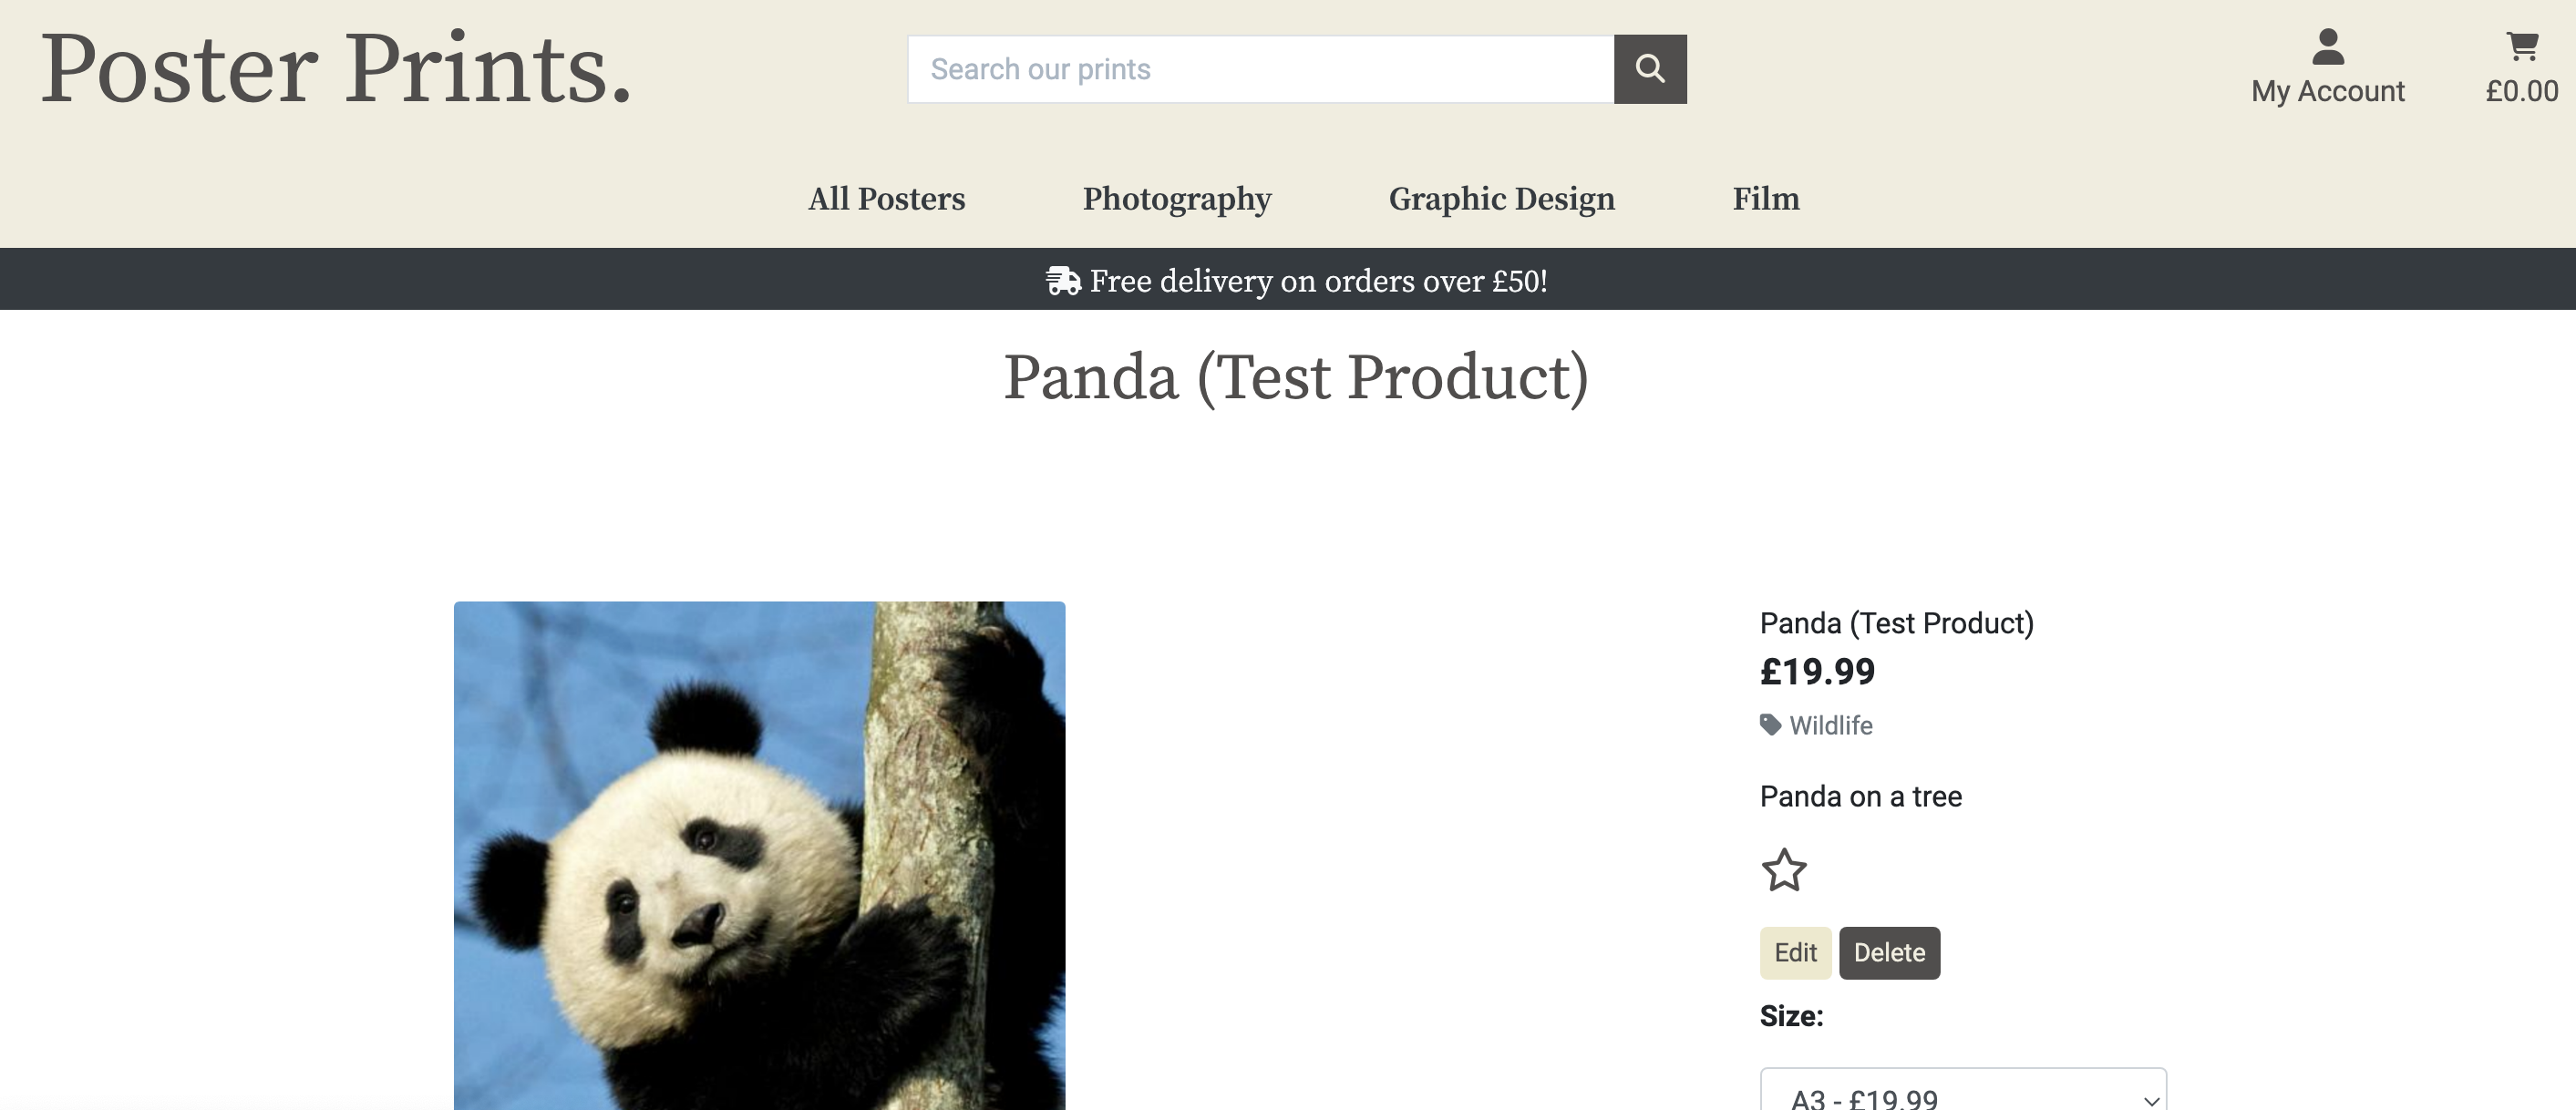 Poster Prints.
Search our prints
My Account
£0.00
All Posters
Photography
Graphic Design
Film
Free delivery on orders over £50!
Panda (Test Product)
Panda (Test Product)
£19.99
Wildlife
Panda on a tree
Edit
Delete
Size:
A3 - £19.99